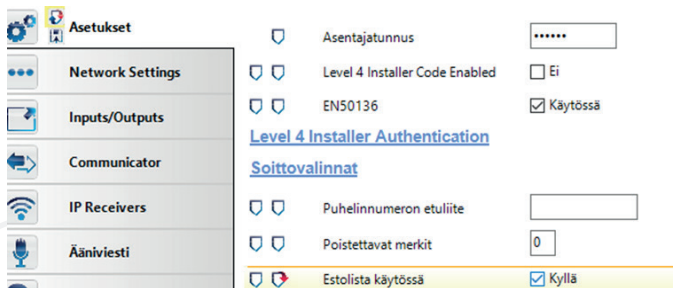 Asetukset
Network Settings
Inputs/Outputs
Communicator
IP Receivers
Ääniviesti
Asentajatunnus ••••••
Level 4 Installer Code Enabled Ei
EN50136 Käytössä
Level 4 Installer Authentication
Soittovalinnat
Puhelinnumeron etuliite
Poistettavat merkit 0
Estolista käytössä Kyllä